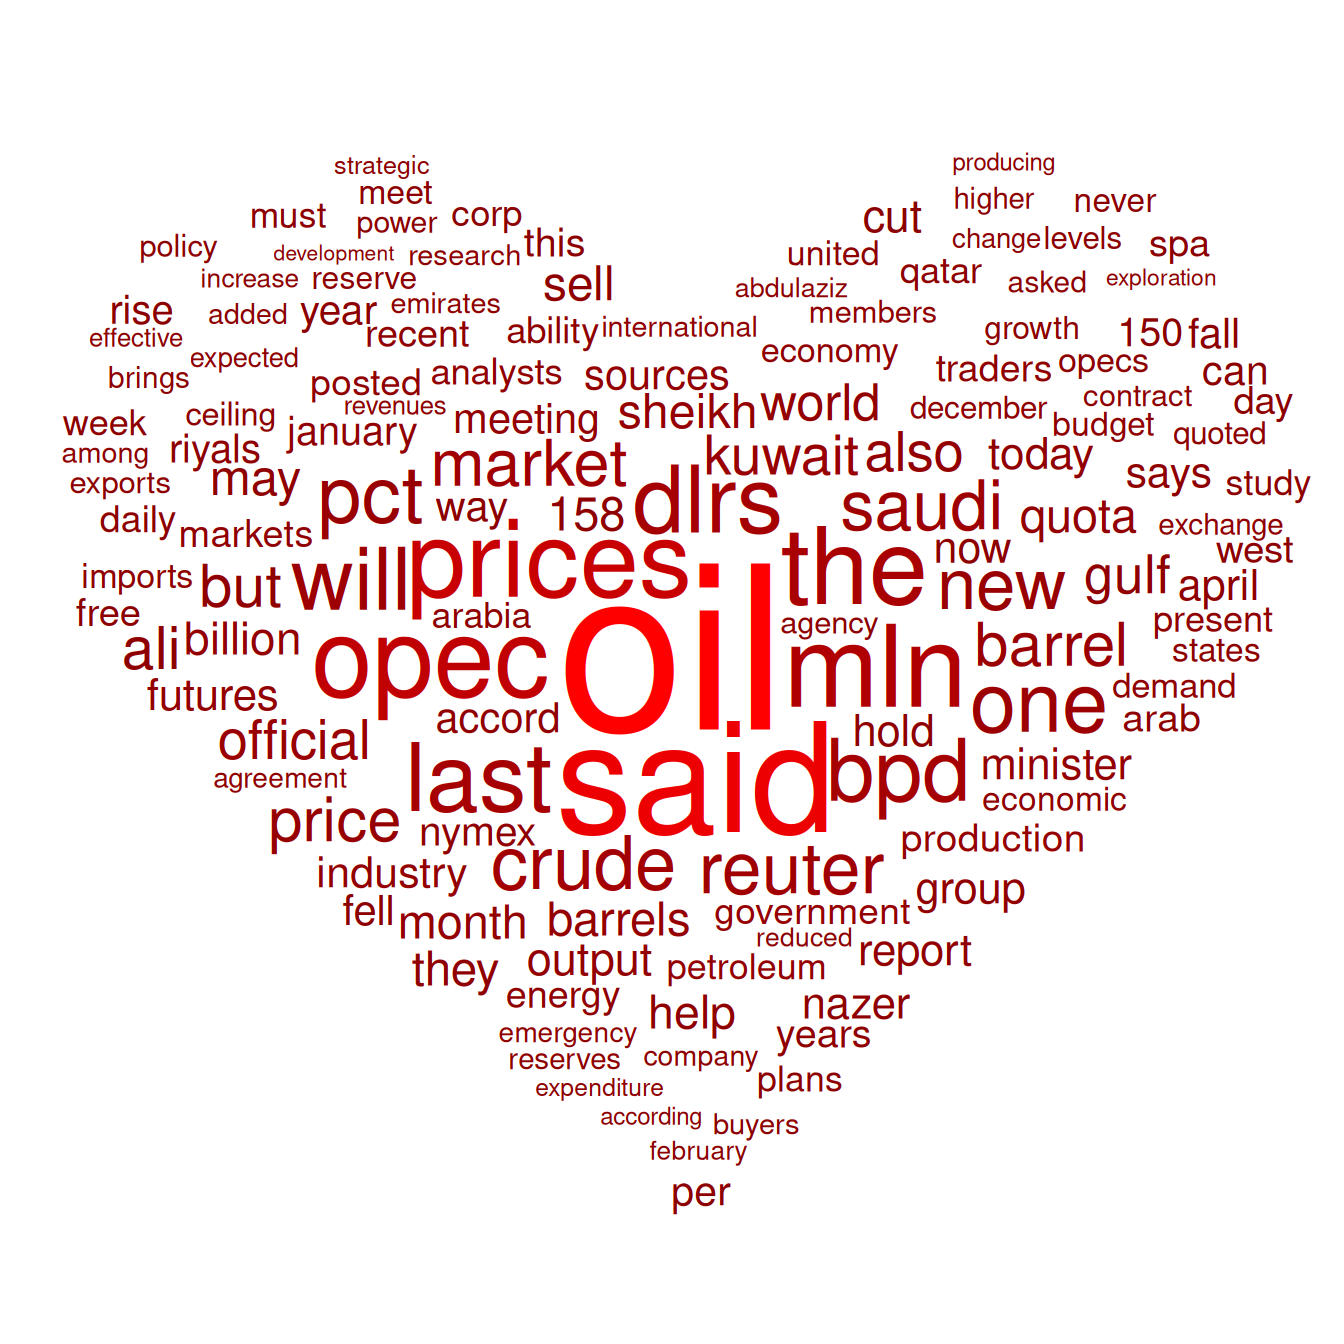 strategic
producing
meet
higher
never
must
power
corp
cut
this
policy
development
research
united
change
levels
spa
increase
reserve
sell
abdulaziz
qatar
asked
exploration
rise
added
year
emirates
members
effective
recent
ability
international
growth
150
fall
expected
economy
brings
posted
analysts
sources
traders
opecs
can
revenues
contract
week
ceiling
january
meeting
sheikh
world
december
budget
day
among
riyals
market
kuwait
also
today
quoted
exports
may
pct
way
158
dlrs
saudi
quota
says
study
daily
markets
exchange
imports
but
will
prices
the
now
new
gulf
west
april
free
arabia
oil
agency
present
ali
billion
opec
mln
barrel
states
futures
accord
one
demand
official
hold
arab
agreement
last
said
bpd
minister
economic
price
nymex
production
industry
crude
reuter
group
fell
month
barrels
government
reduced
they
output
petroleum
report
energy
help
nazer
emergency
years
reserves
company
expenditure
plans
according
buyers
february
per